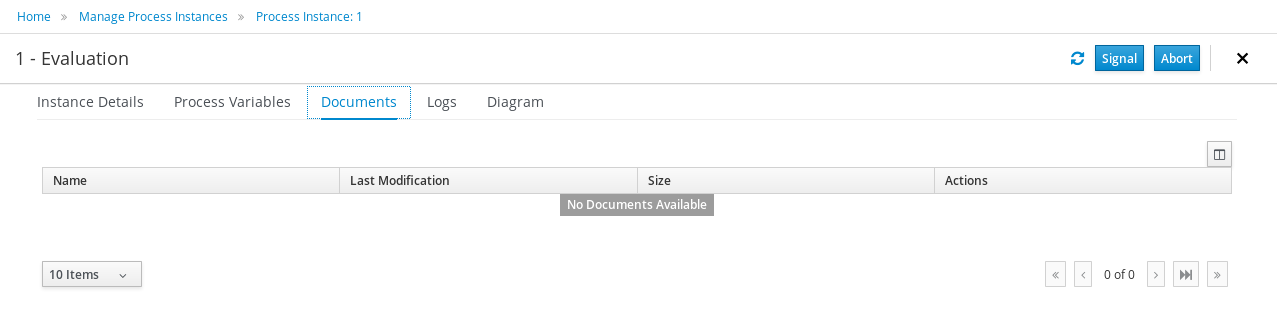 Home » Manage Process Instances » Process Instance: 1
1 - Evaluation Signal Abort
Instance Details Process Variables Documents Logs Diagram
Name Last Modification Size Actions
No Documents Available
10 Items 0 of 0